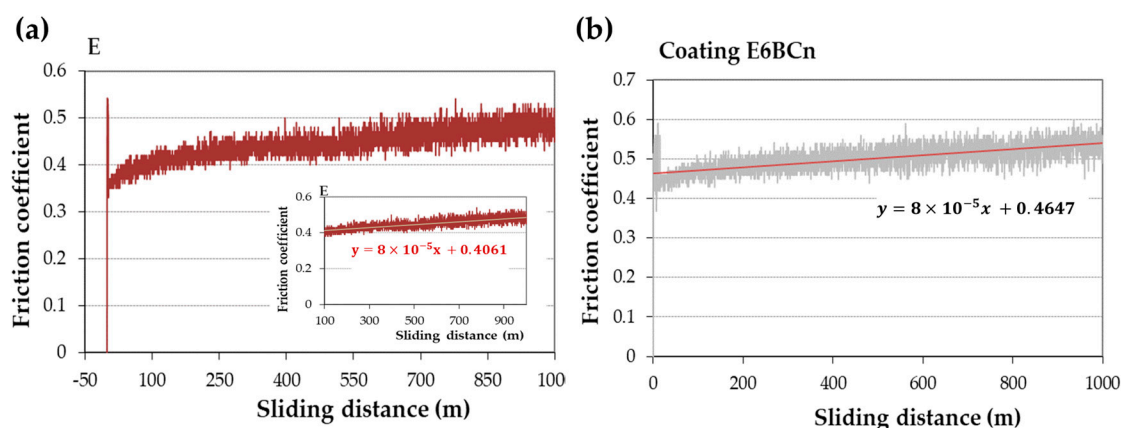 (a)
E
Friction coefficient
0.6
0.5
0.4
0.3
0.2
0.1
0
-50 100 250 400 550 700 850 100
Sliding distance (m)
E
Friction coefficient
0.6
0.4
0.2
0
100 300 500 700 900
Sliding distance (m)
y = 8 × 10⁻⁵x + 0.4061
(b)
Coating E6BCn
Friction coefficient
0.7
0.6
0.5
0.4
0.3
0.2
0.1
0
0 200 400 600 800 1000
Sliding distance (m)
y = 8 × 10⁻⁵x + 0.4647